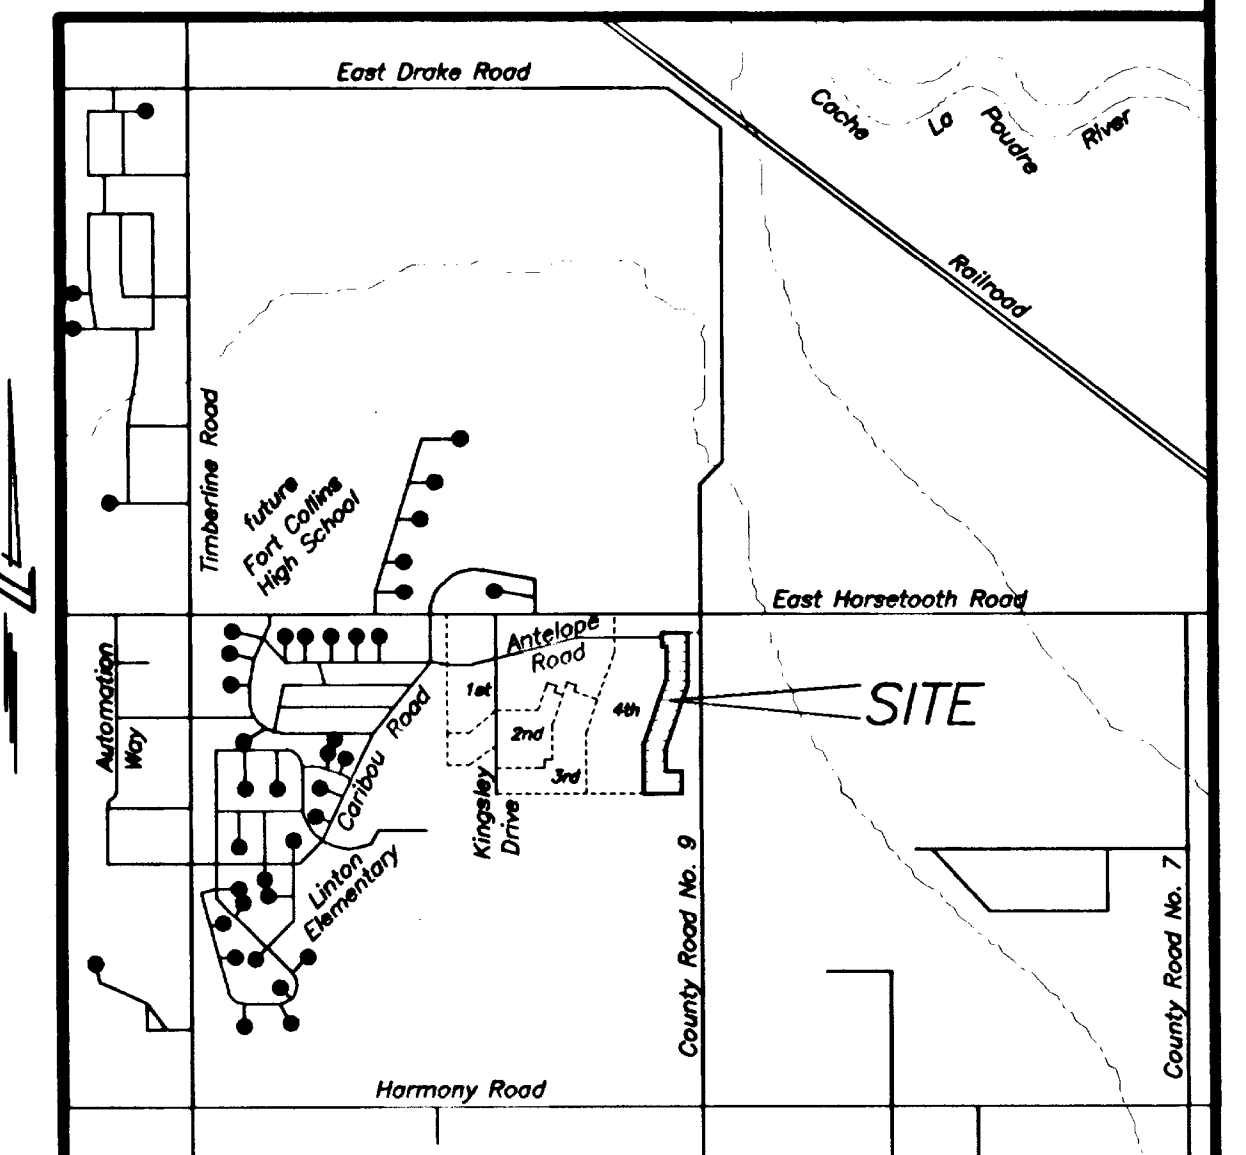 East Drake Road
Cache La Poudre River
Railroad
Timberline Road
future
Fort Collins
High School
East Horsetooth Road
Antelope
Road
Automation
Way
1st
2nd
3rd
4th
SITE
Caribou Road
Kingsley
Drive
Linton
Elementary
County Road No. 9
County Road No. 7
Harmony Road